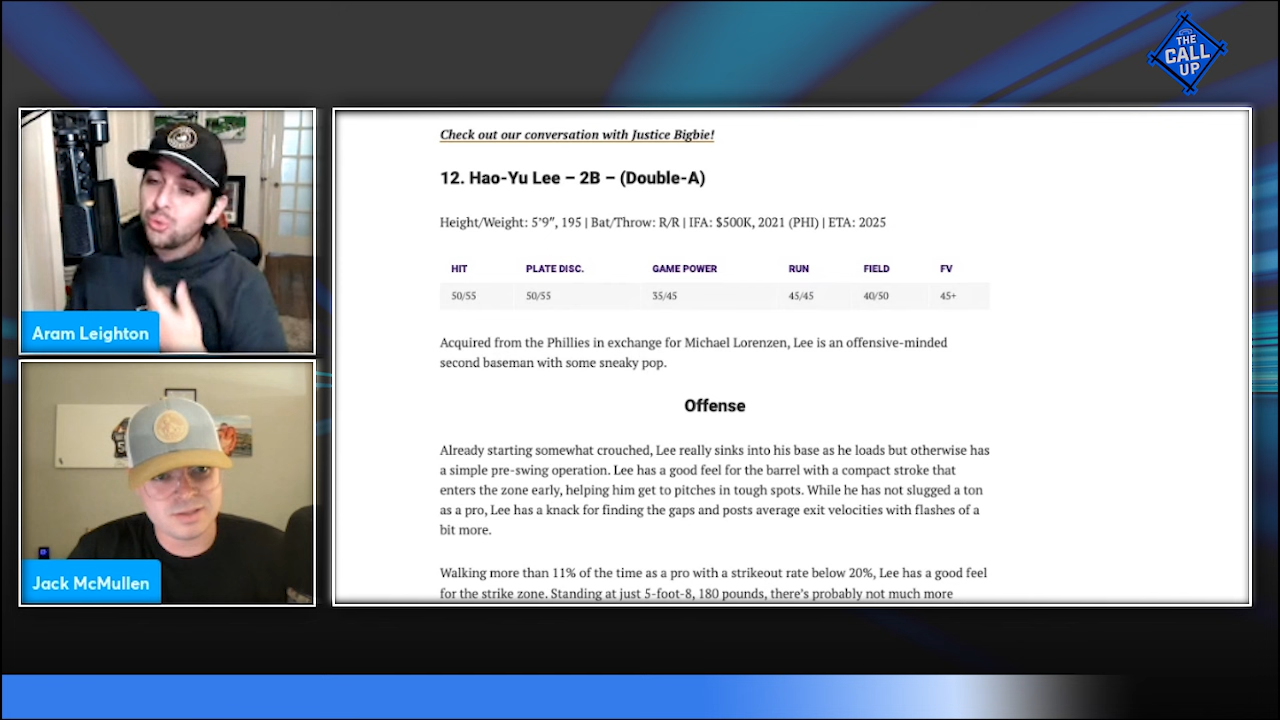 THE
CALL
UP
Check out our conversation with Justice Bigbie!
12. Hao-Yu Lee – 2B – (Double-A)
Height/Weight: 5’9″, 195 | Bat/Throw: R/R | IFA: $500K, 2021 (PHI) | ETA: 2025
HIT PLATE DISC. GAME POWER RUN FIELD FV
50/55 50/55 35/45 45/45 40/50 45+
Acquired from the Phillies in exchange for Michael Lorenzen, Lee is an offensive-minded
second baseman with some sneaky pop.
Offense
Already starting somewhat crouched, Lee really sinks into his base as he loads but otherwise has
a simple pre-swing operation. Lee has a good feel for the barrel with a compact stroke that
enters the zone early, helping him get to pitches in tough spots. While he has not slugged a ton
as a pro, Lee has a knack for finding the gaps and posts average exit velocities with flashes of a
bit more.
Walking more than 11% of the time as a pro with a strikeout rate below 20%, Lee has a good feel
for the strike zone. Standing at just 5-foot-8, 180 pounds, there’s probably not much more
Aram Leighton
Jack McMullen